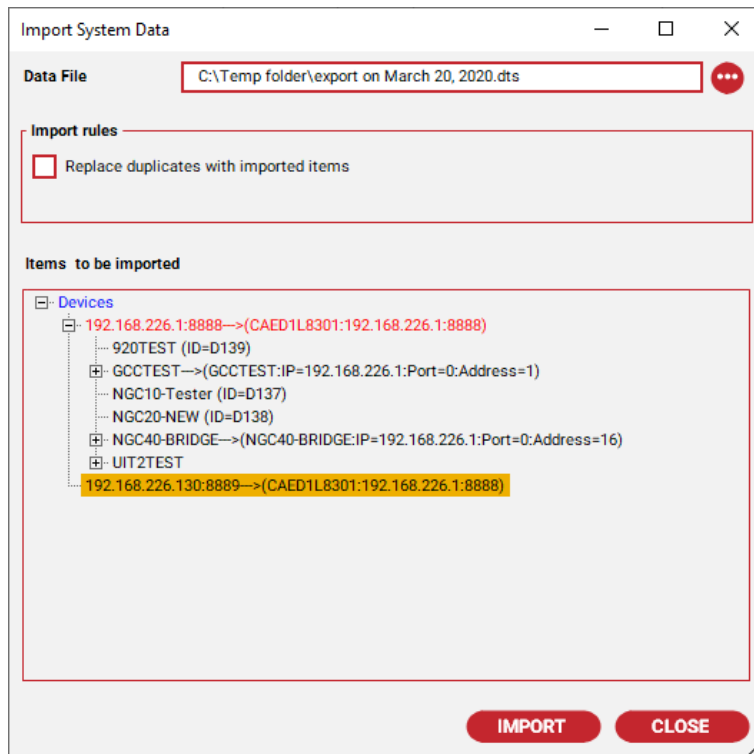 Import System Data
Data File
C:\Temp folder\export on March 20, 2020.dts
Import rules
Replace duplicates with imported items
Items to be imported
Devices
192.168.226.1:8888--->(CAED1L8301:192.168.226.1:8888)
920TEST (ID=D139)
GCCTEST--->(GCCTEST:IP=192.168.226.1:Port=0:Address=1)
NGC10-Tester (ID=D137)
NGC20-NEW (ID=D138)
NGC40-BRIDGE--->(NGC40-BRIDGE:IP=192.168.226.1:Port=0:Address=16)
UIT2TEST
192.168.226.130:8889--->(CAED1L8301:192.168.226.1:8888)
IMPORT
CLOSE